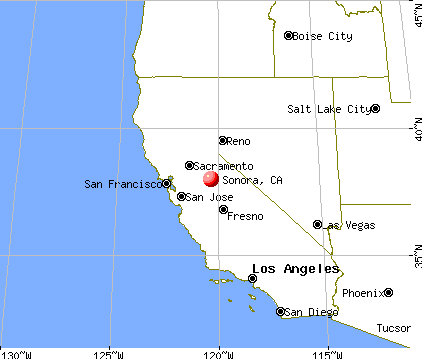 45°N
Boise City
Salt Lake City
40°N
Reno
Sacramento
San Francisco
Sonora, CA
San Jose
Fresno
Las Vegas
35°N
Los Angeles
Phoenix
San Diego
Tucson
130°W
125°W
120°W
115°W